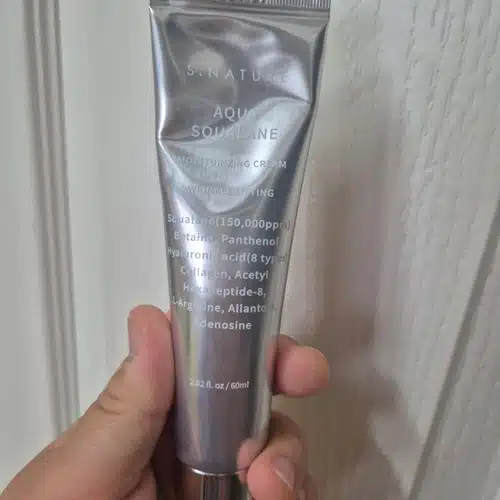 S:NATURE
AQUA
SQUALANE
MOISTURIZING CREAM
Squalane(150,000ppm)
Betaine, Panthenol
Hyaluronic acid(8 types)
Collagen, Acetyl
Hexapeptide-8,
L-Arginine, Allantoin,
Adenosine
2.02 fl.oz / 60ml